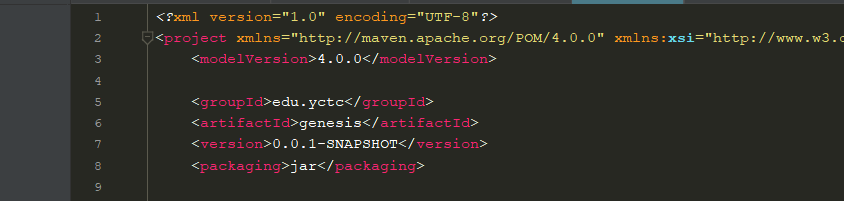 1 <?xml version="1.0" encoding="UTF-8"?>
2 <project xmlns="http://maven.apache.org/POM/4.0.0" xmlns:xsi="http://www.w3.
3 <modelVersion>4.0.0</modelVersion>
4
5 <groupId>edu.yctc</groupId>
6 <artifactId>genesis</artifactId>
7 <version>0.0.1-SNAPSHOT</version>
8 <packaging>jar</packaging>
9